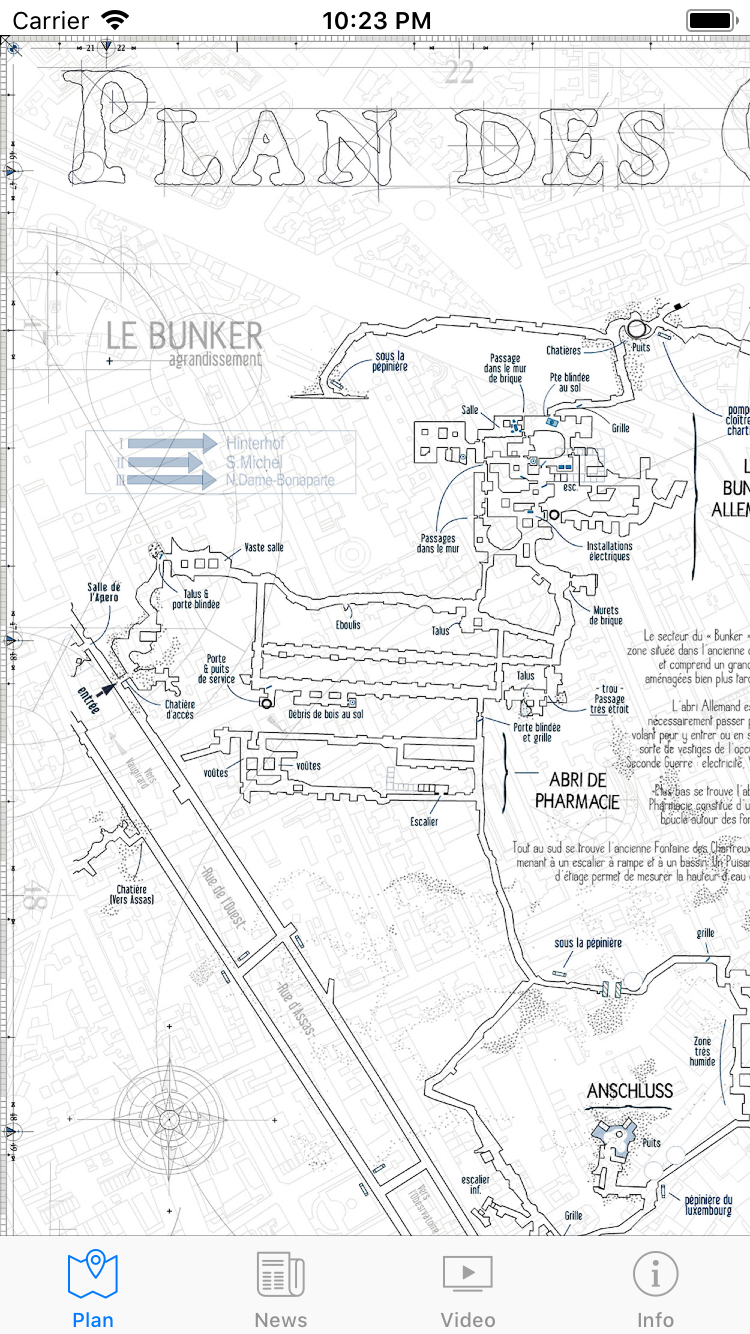 Carrier 10:23 PM
21 22
22
PLAN DES
LE BUNKER
agrandissement
I Hinterhof
II S.Michel
III N.Dame-Bonaparte
sous la
pépinière
Chatières
Puits
Passage
dans le mur
de brique
Pte blindée
au sol
Salle
Grille
pomp
cloitre
chart
L
BUN
ALLEM
esc.
Passages
dans le mur
Installations
électriques
Vaste salle
Salle de
l'Apero
Talus &
porte blindée
Eboulis
Talus
Murets
de brique
Porte
& puits
de service
Talus
- trou -
Passage
très étroit
entrée
Chatière
d'accès
Débris de bois au sol
Porte blindée
et grille
Vers
Vaugirard
voûtes
voûtes
Escalier
ABRI DE
PHARMACIE
Le secteur du « Bunker »
zone située dans l'ancienne
et comprend un gran
aménagées bien plus tar
L'abri Allemand es
nécessairement passer p
volant pour y entrer ou en s
sorte de vestiges de l'occ
Seconde Guerre : électricité, V
Plus bas se trouve l'ab
Pharmacie constitué d'u
boucle autour des fon
Tout au sud se trouve l'ancienne Fontaine des Chartreux
menant à un escalier à rampe et à un bassin. Un Puisar
d'étiage permet de mesurer la hauteur d'eau
Chatière
(Vers Assas)
48
-Rue de l'Ouest-
-Rue d'Assas-
sous la pépinière
grille
Zone
très
humide
ANSCHLUSS
Puits
escalier
inf.
pépinière du
luxembourg
Vers
l'Observatoire
Grille
Plan News Video Info